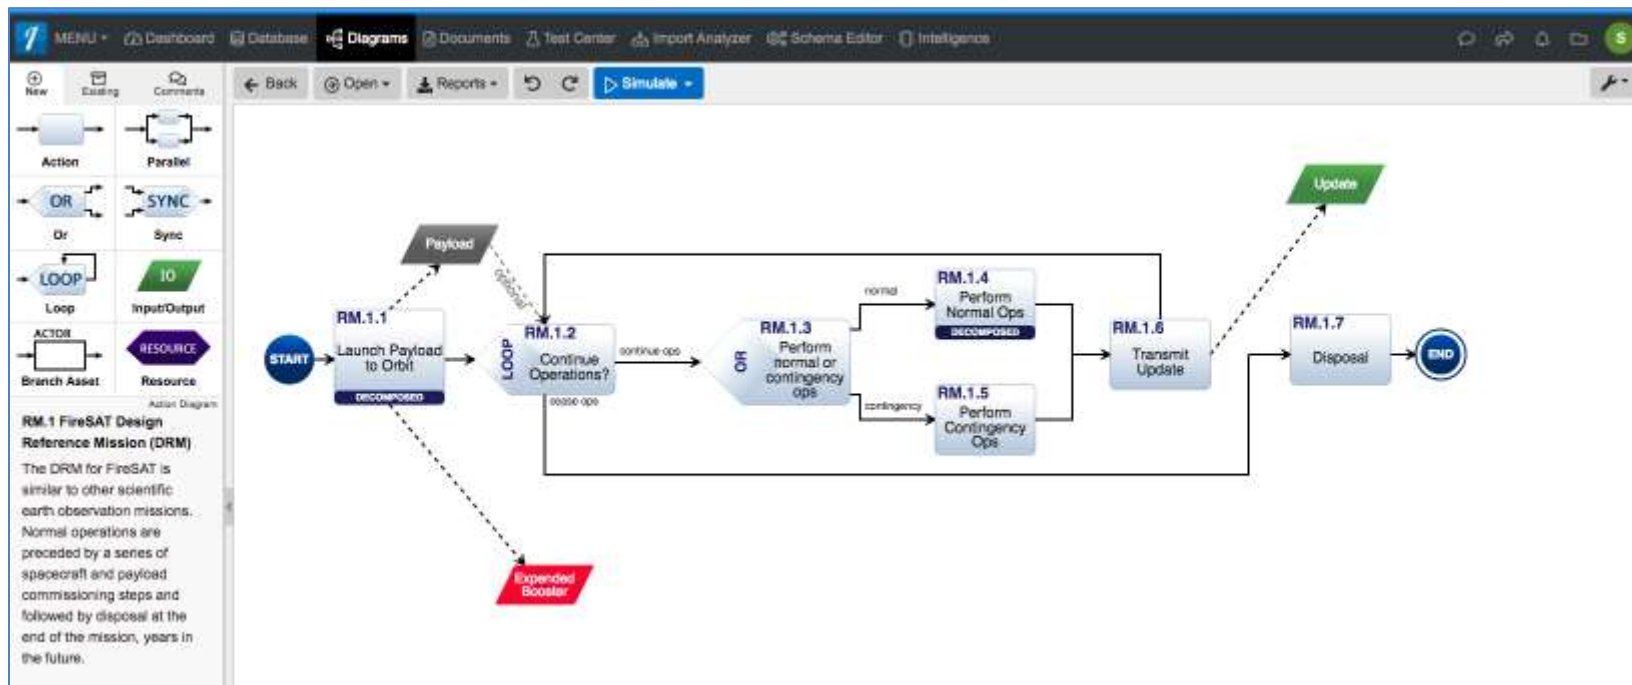 MENU
Dashboard
Database
Diagrams
Documents
Test Center
Import Analyzer
Schema Editor
Intelligence
S
New
Existing
Comments
Back
Open
Reports
Simulate
Action
Parallel
OR
SYNC
Or
Sync
LOOP
IO
Loop
Input/Output
ACTOR
RESOURCE
Branch Asset
Resource
Action Diagram
RM.1 FireSAT Design
Reference Mission (DRM)
The DRM for FireSAT is
similar to other scientific
earth observation missions.
Normal operations are
preceded by a series of
spacecraft and payload
commissioning steps and
followed by disposal at the
end of the mission, years in
the future.
START
RM.1.1
Launch Payload
to Orbit
DECOMPOSED
Payload
optional
Expended
Booster
LOOP
RM.1.2
Continue
Operations?
continue ops
cease ops
OR
RM.1.3
Perform
normal or
contingency
ops
normal
contingency
RM.1.4
Perform
Normal Ops
DECOMPOSED
RM.1.5
Perform
Contingency
Ops
RM.1.6
Transmit
Update
Update
RM.1.7
Disposal
END